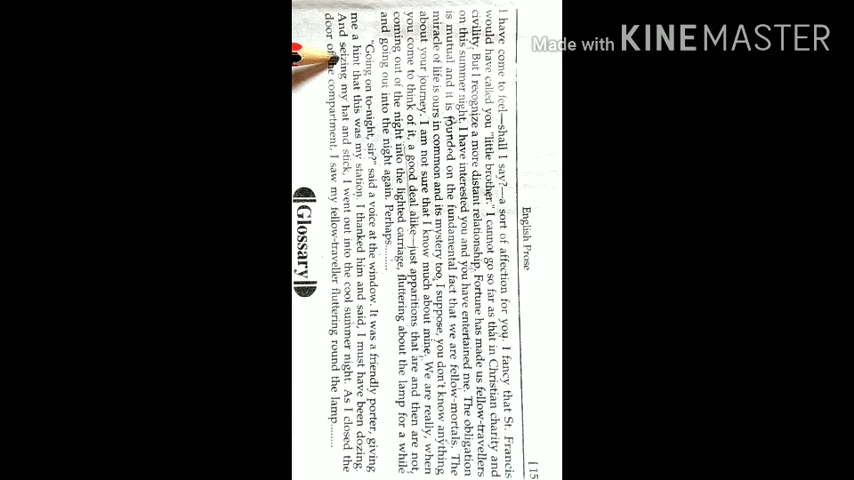 Made with KINEMASTER
English Prose
[15
I have come to feel—shall I say?—a sort of affection for you. I fancy that St. Francis
would have called you "little brother." I cannot go so far as that in Christian charity and
civility. But I recognize a more distant relationship. Fortune has made us fellow-travellers
on this summer night. I have interested you and you have entertained me. The obligation
is mutual and it is founded on the fundamental fact that we are fellow-mortals. The
miracle of life is ours in common and its mystery too, I suppose, you don't know anything
about your journey. I am not sure that I know much about mine. We are really, when
you come to think of it, a good deal alike—just apparitions that are and then are not,
coming out of the night into the lighted carriage, fluttering about the lamp for a while
and going out into the night again. Perhaps........
"Going on to-night, sir?" said a voice at the window. It was a friendly porter, giving
me a hint that this was my station. I thanked him and said, I must have been dozing.
And seizing my hat and stick, I went out into the cool summer night. As I closed the
door of the compartment, I saw my fellow-traveller fluttering round the lamp.......
Glossary